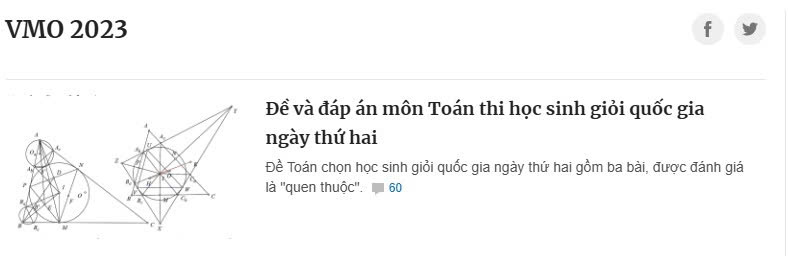 VMO 2023
Đề và đáp án môn Toán thi học sinh giỏi quốc gia
ngày thứ hai
Đề Toán chọn học sinh giỏi quốc gia ngày thứ hai gồm ba bài, được đánh giá
là "quen thuộc". 60